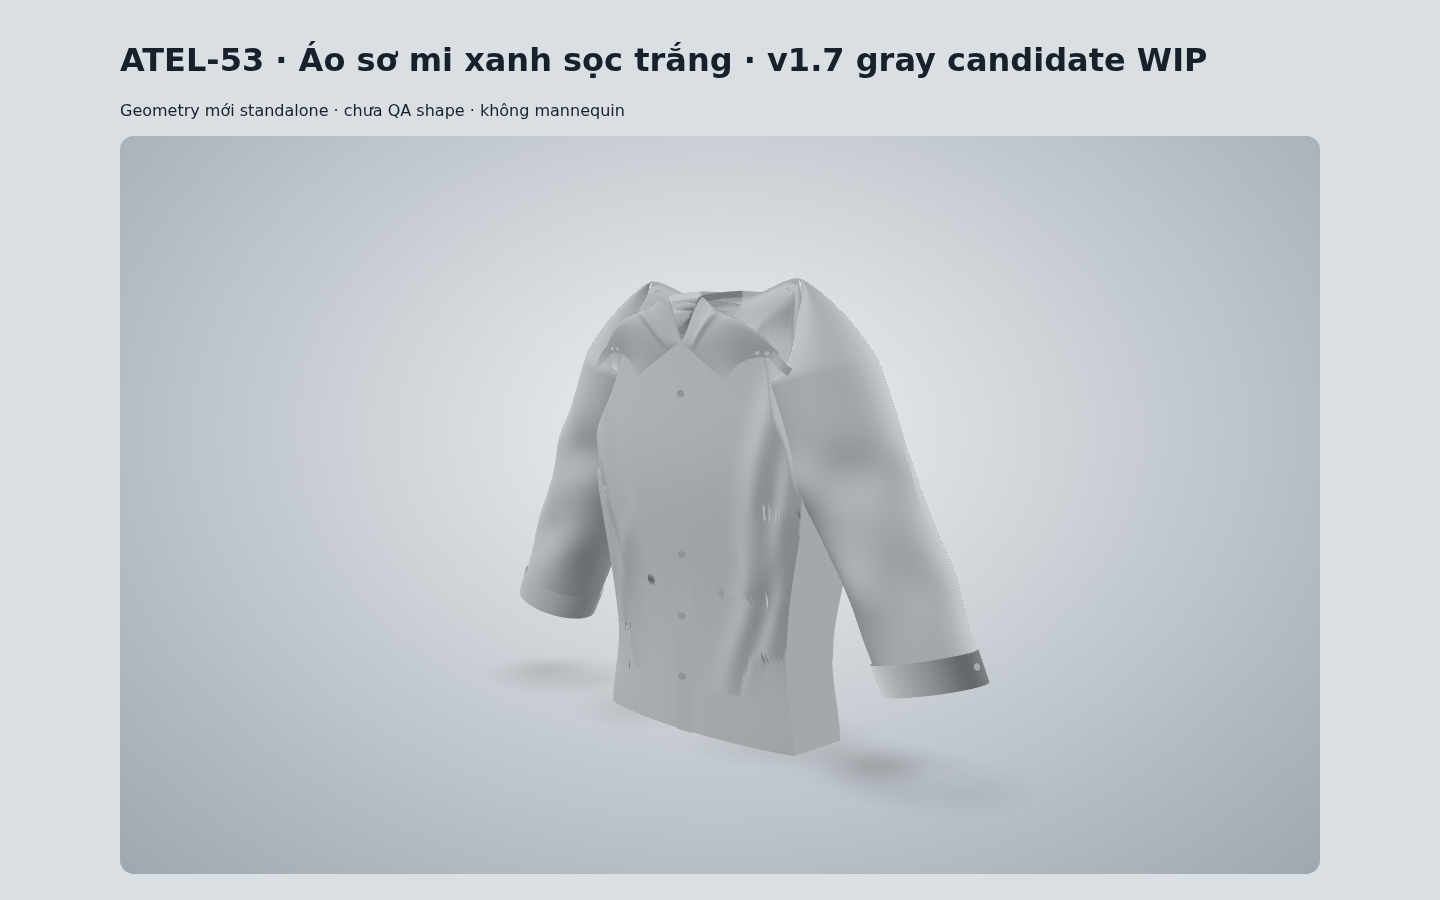 ATEL-53 · Áo sơ mi xanh sọc trắng · v1.7 gray candidate WIP
Geometry mới standalone · chưa QA shape · không mannequin